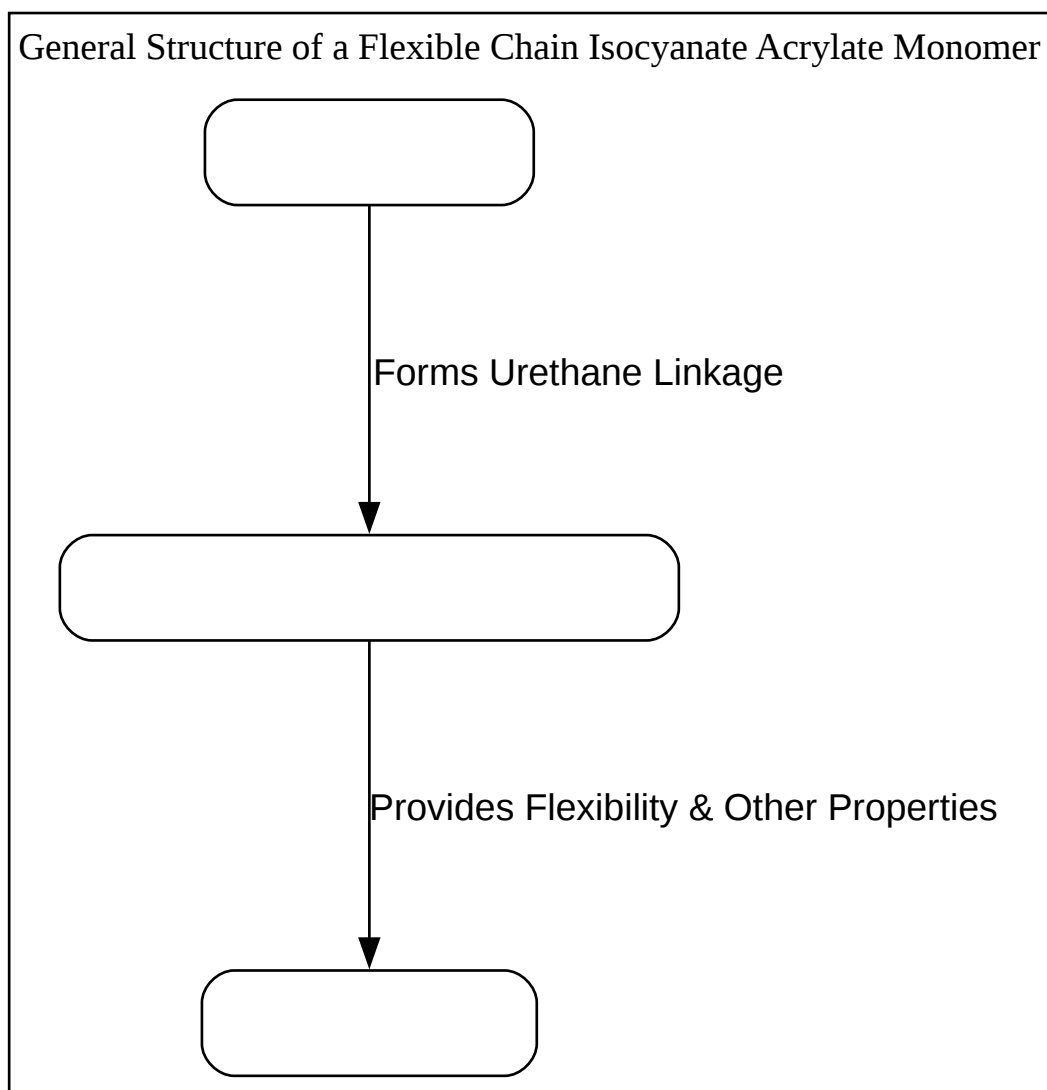 General Structure of a Flexible Chain Isocyanate Acrylate Monomer
Forms Urethane Linkage
Provides Flexibility & Other Properties